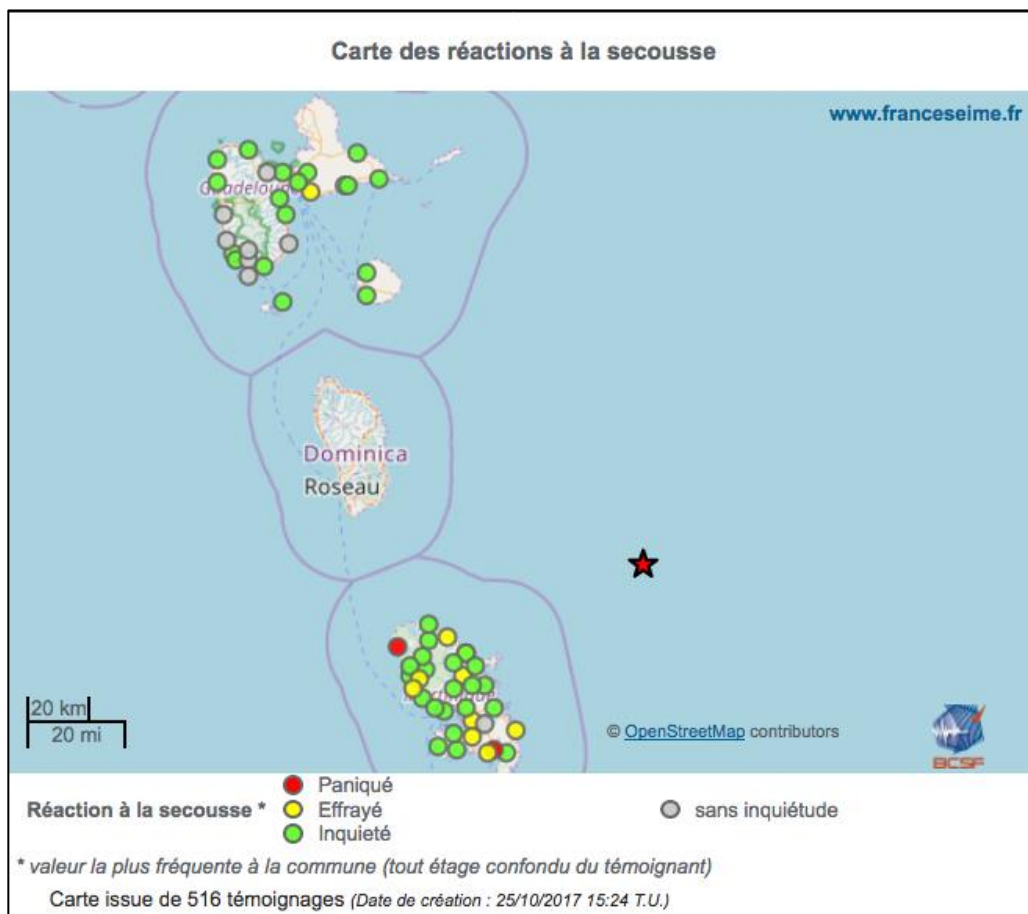 Carte des réactions à la secousse
www.franceseime.fr
Dominica
Roseau
20 km
20 mi
© OpenStreetMap contributors
BCSF
Réaction à la secousse *
Paniqué
Effrayé
Inquieté
sans inquiétude
* valeur la plus fréquente à la commune (tout étage confondu du témoignant)
Carte issue de 516 témoignages (Date de création : 25/10/2017 15:24 T.U.)